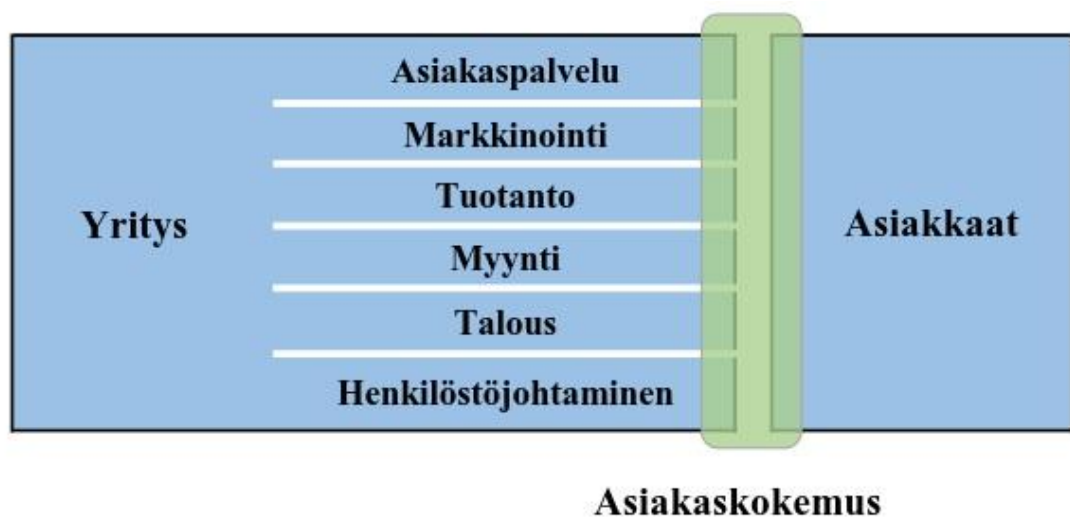 Yritys
Asiakaspalvelu
Markkinointi
Tuotanto
Myynti
Talous
Henkilöstöjohtaminen
Asiakkaat
Asiakaskokemus